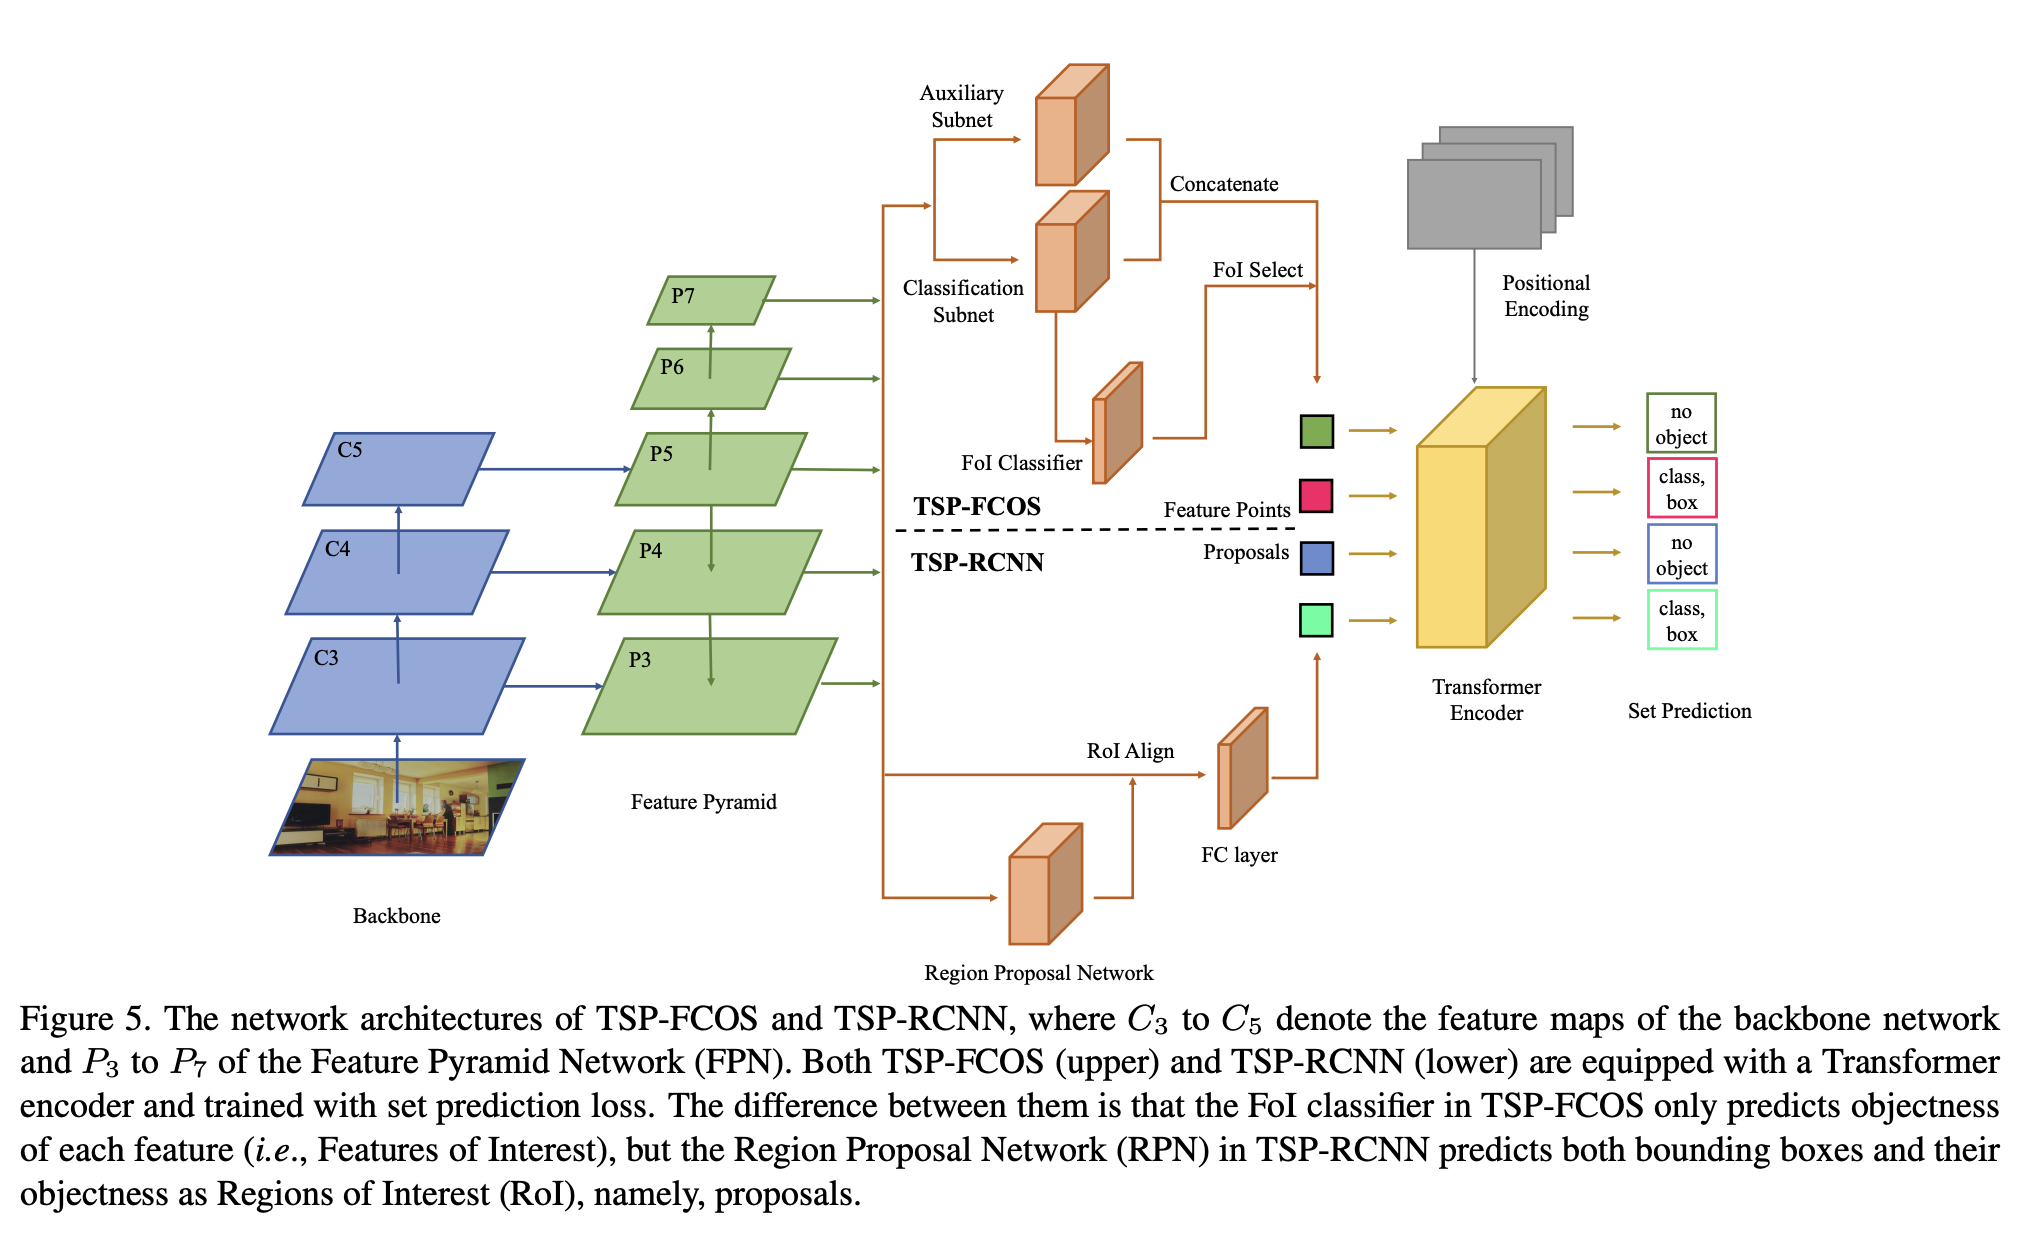 Auxiliary
Subnet
Concatenate
Classification
Subnet
FoI Select
Positional
Encoding
P7
P6
C5
P5
FoI Classifier
no
object
class,
box
TSP-FCOS
Feature Points
C4
P4
TSP-RCNN
Proposals
no
object
class,
box
C3
P3
Transformer
Encoder
Set Prediction
RoI Align
Feature Pyramid
FC layer
Backbone
Region Proposal Network
Figure 5. The network architectures of TSP-FCOS and TSP-RCNN, where C₃ to C₅ denote the feature maps of the backbone network
and P₃ to P₇ of the Feature Pyramid Network (FPN). Both TSP-FCOS (upper) and TSP-RCNN (lower) are equipped with a Transformer
encoder and trained with set prediction loss. The difference between them is that the FoI classifier in TSP-FCOS only predicts objectness
of each feature (i.e., Features of Interest), but the Region Proposal Network (RPN) in TSP-RCNN predicts both bounding boxes and their
objectness as Regions of Interest (RoI), namely, proposals.